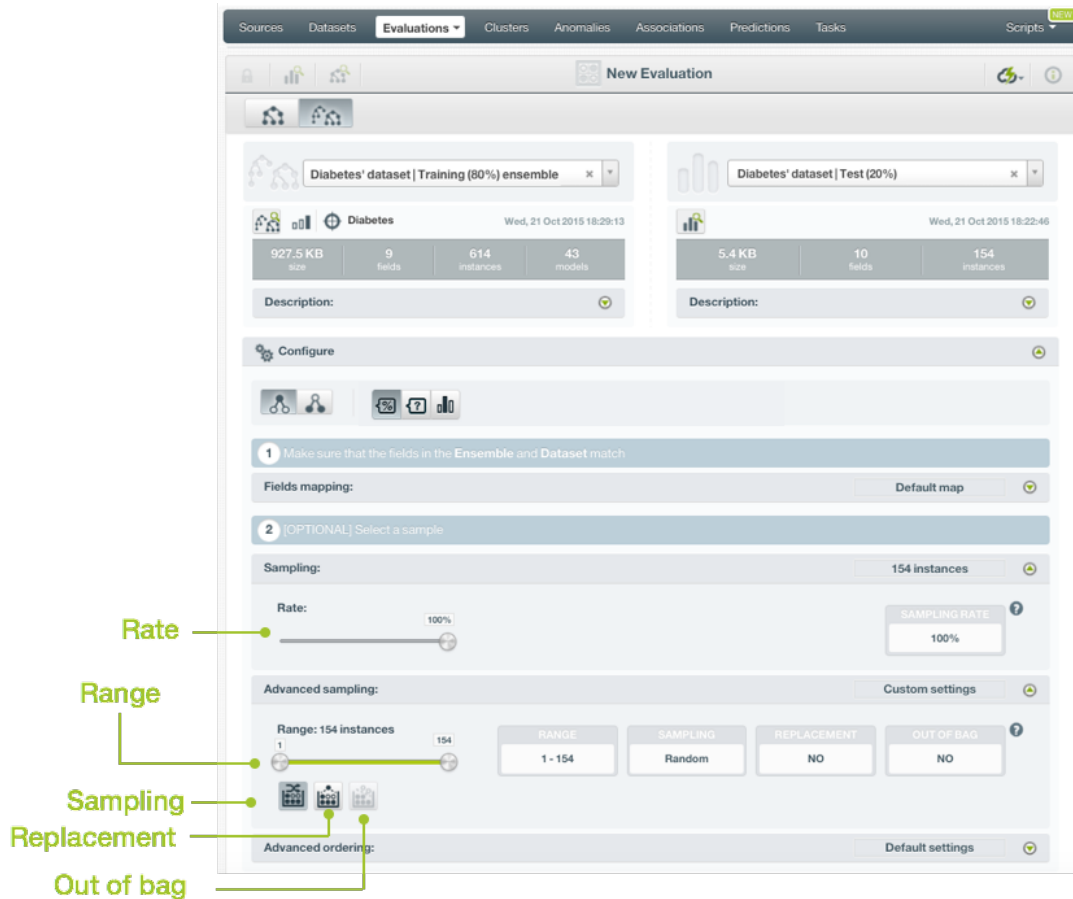 Sources Datasets Evaluations Clusters Anomalies Associations Predictions Tasks Scripts NEW
New Evaluation
Diabetes' dataset | Training (80%) ensemble ×
Diabetes' dataset | Test (20%) ×
Diabetes Wed, 21 Oct 2015 18:29:13
Wed, 21 Oct 2015 18:22:46
927.5 KB 9 614 43
size fields instances models
5.4 KB 10 154
size fields instances
Description:
Description:
Configure
% ?
1 Make sure that the fields in the Ensemble and Dataset match
Fields mapping: Default map
2 [OPTIONAL] Select a sample
Sampling: 154 instances
Rate:
100%
SAMPLING RATE ?
100%
Rate
Advanced sampling: Custom settings
Range
Range: 154 instances
1 154
RANGE SAMPLING REPLACEMENT OUT OF BAG ?
1 - 154 Random NO NO
Sampling
Replacement
Advanced ordering: Default settings
Out of bag